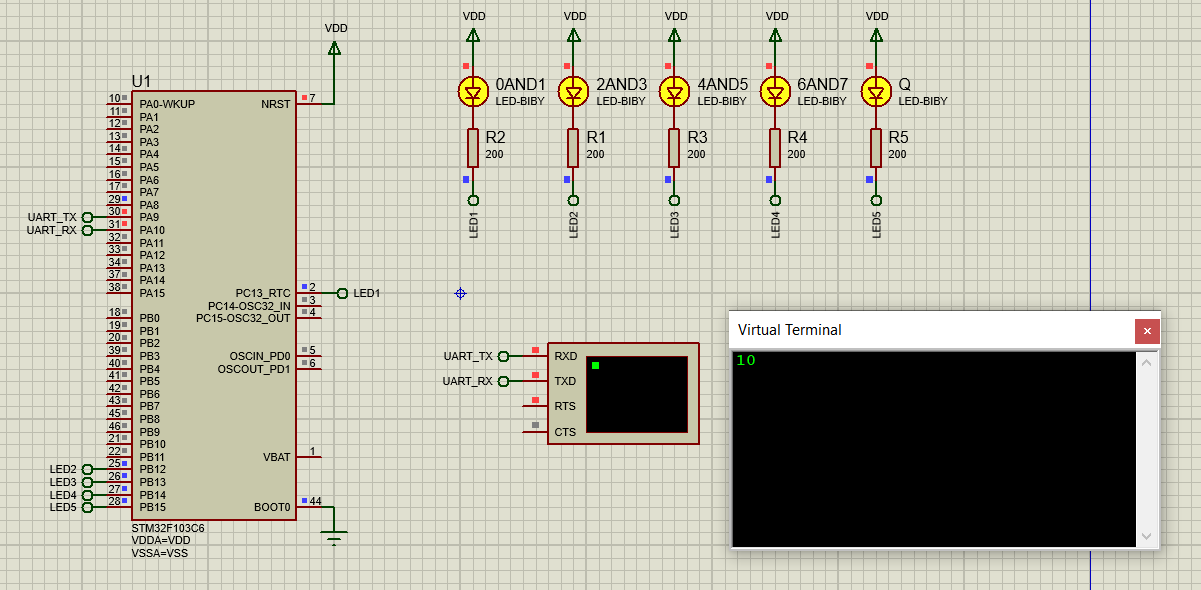 U1
10 PA0-WKUP
11 PA1
12 PA2
13 PA3
14 PA4
15 PA5
16 PA6
17 PA7
29 PA8
UART_TX 30 PA9
UART_RX 31 PA10
32 PA11
33 PA12
34 PA13
37 PA14
38 PA15
18 PB0
19 PB1
20 PB2
39 PB3
40 PB4
41 PB5
42 PB6
43 PB7
45 PB8
46 PB9
21 PB10
22 PB11
LED2 25 PB12
LED3 26 PB13
LED4 27 PB14
LED5 28 PB15
VDD
NRST 7
PC13_RTC 2 LED1
PC14-OSC32_IN 3
PC15-OSC32_OUT 4
OSCIN_PD0 5
OSCOUT_PD1 6
VBAT 1
BOOT0 44
STM32F103C6
VDDA=VDD
VSSA=VSS
VDD
0AND1
LED-BIBY
R2
200
LED1
VDD
2AND3
LED-BIBY
R1
200
LED2
VDD
4AND5
LED-BIBY
R3
200
LED3
VDD
6AND7
LED-BIBY
R4
200
LED4
VDD
Q
LED-BIBY
R5
200
LED5
UART_TX RXD
UART_RX TXD
RTS
CTS
Virtual Terminal
10